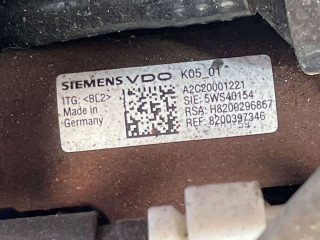 SIEMENS VDO K05_01
ITG: <BL2> A2C20001221
SIE: 5WS40154
Made in RSA: H8200296867
Germany REF: 8200397346